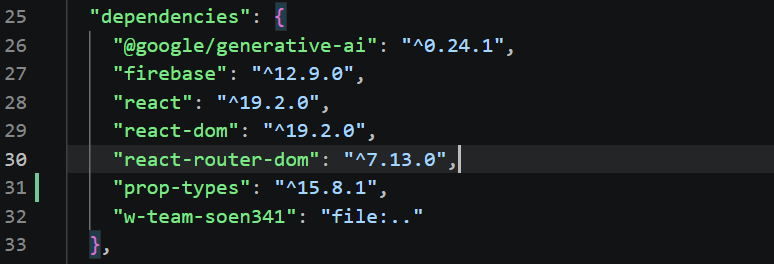 25 "dependencies": {
26 "@google/generative-ai": "^0.24.1",
27 "firebase": "^12.9.0",
28 "react": "^19.2.0",
29 "react-dom": "^19.2.0",
30 "react-router-dom": "^7.13.0",
31 "prop-types": "^15.8.1",
32 "w-team-soen341": "file:.."
33 },